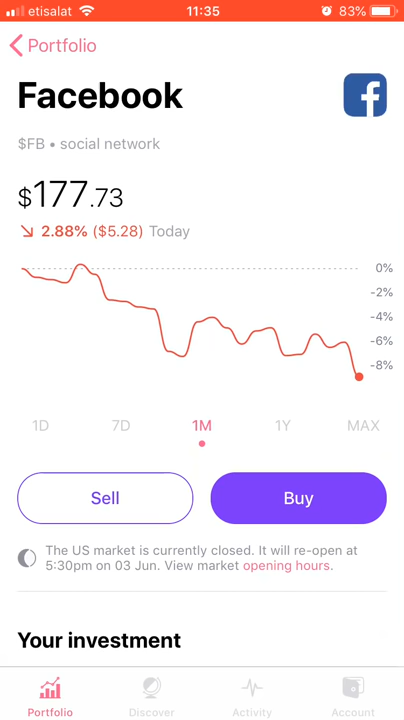 etisalat 11:35 83%
Portfolio
Facebook
f
$FB • social network
$177.73
2.88% ($5.28) Today
0%
-2%
-4%
-6%
-8%
1D 7D 1M 1Y MAX
Sell Buy
The US market is currently closed. It will re-open at
5:30pm on 03 Jun. View market opening hours.
Your investment
Portfolio Discover Activity Account